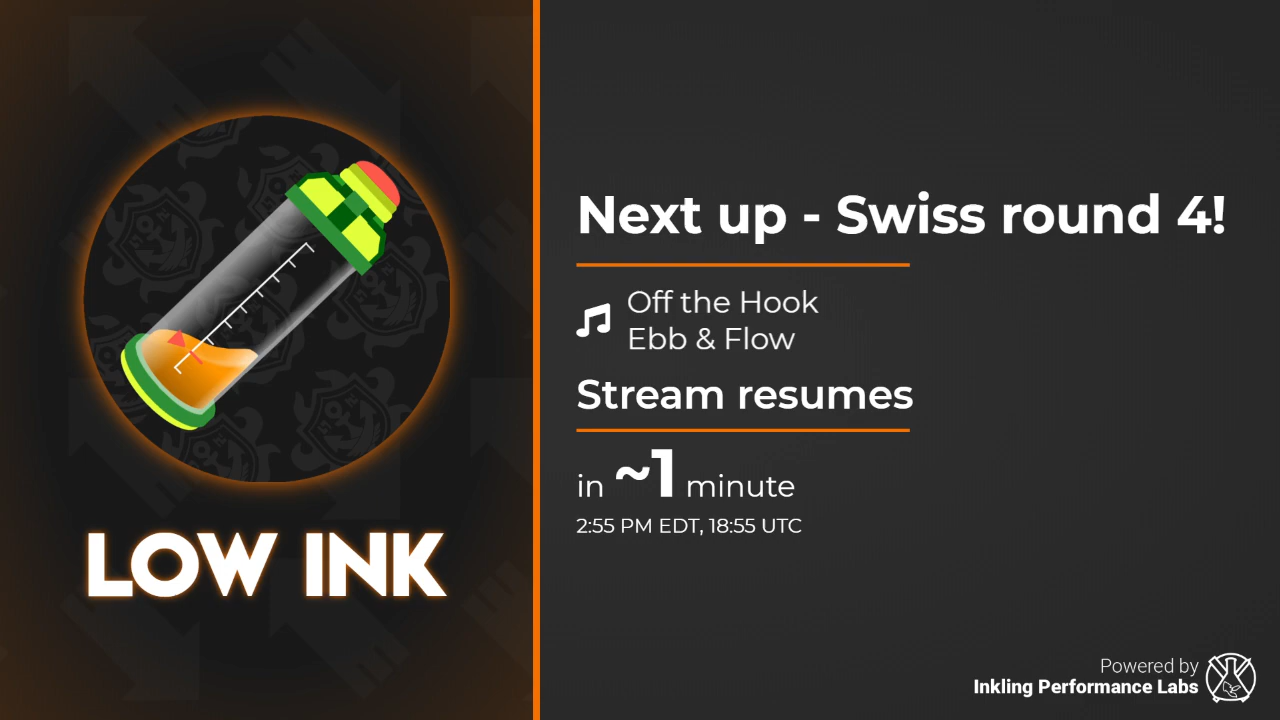 LOW INK
Next up - Swiss round 4!
Off the Hook
Ebb & Flow
Stream resumes
in ~1 minute
2:55 PM EDT, 18:55 UTC
Powered by
Inkling Performance Labs